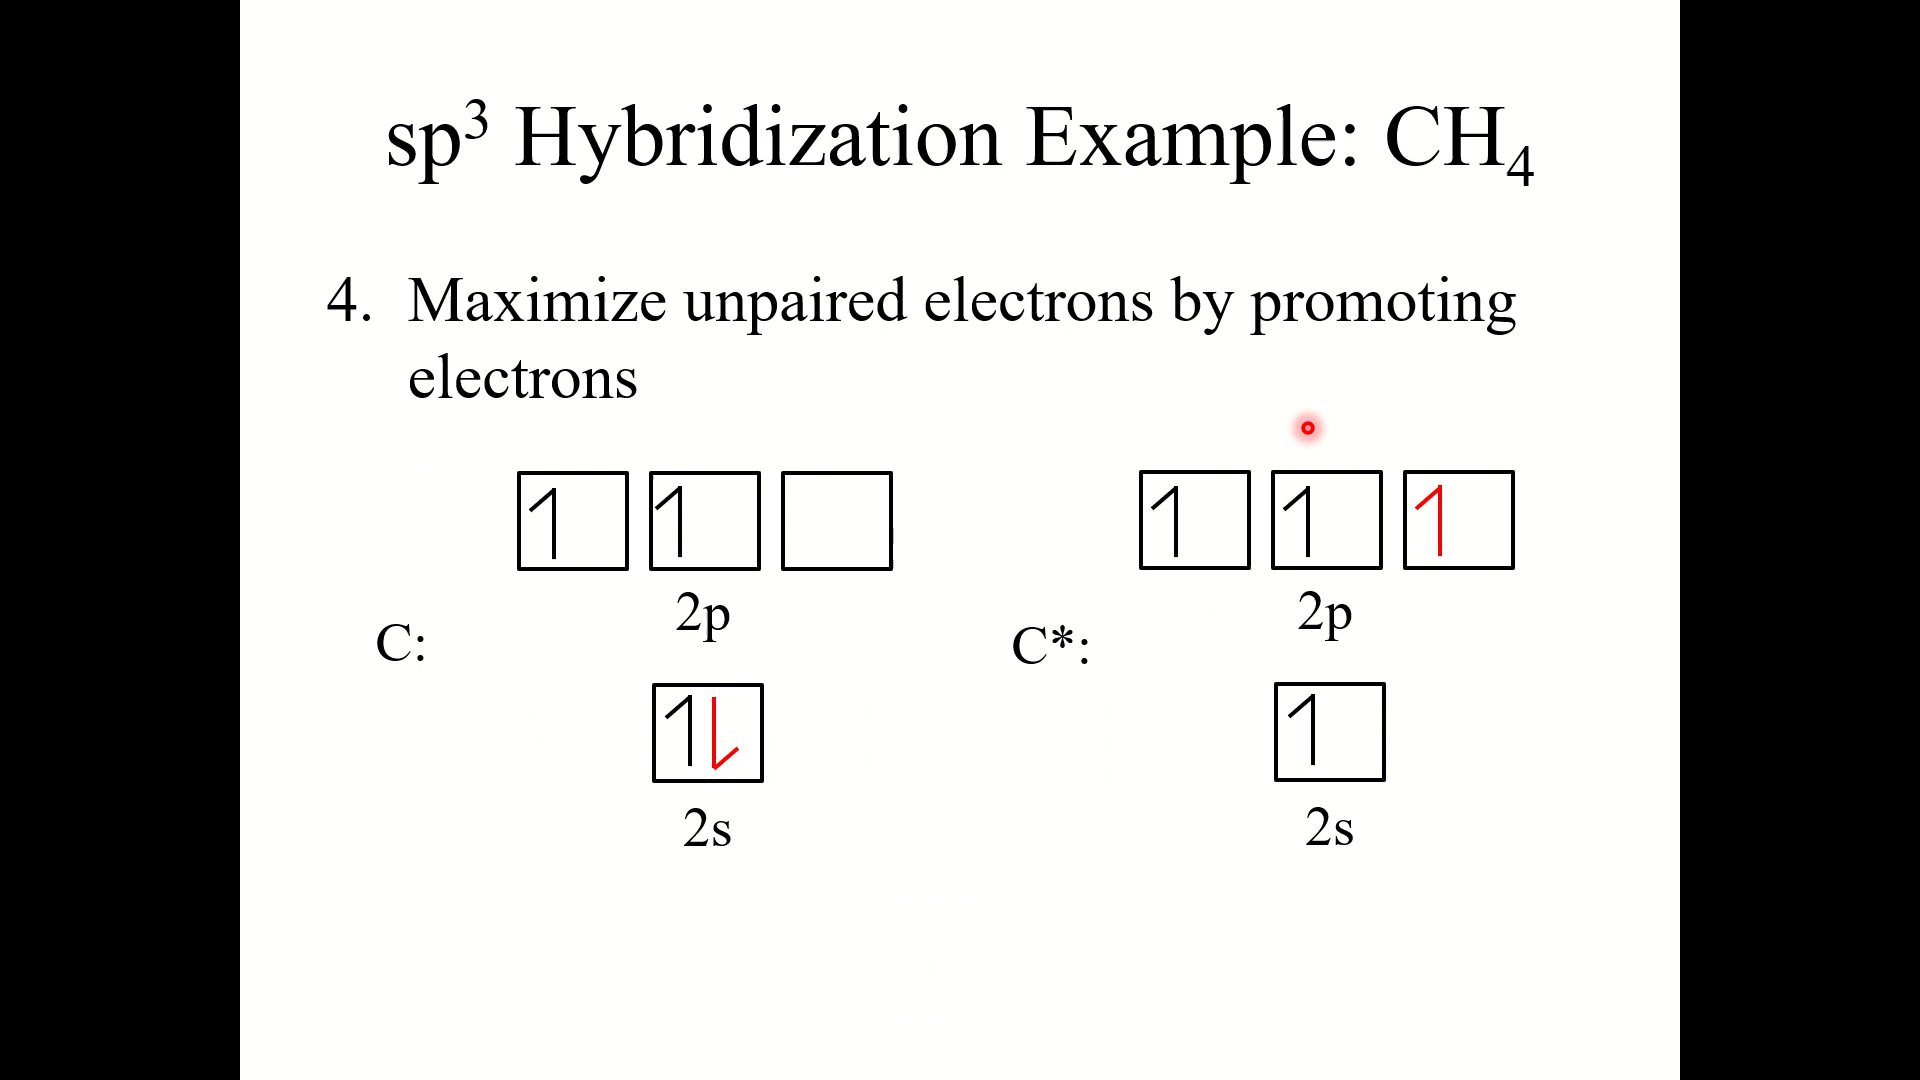 sp³ Hybridization Example: CH₄
4. Maximize unpaired electrons by promoting
electrons
2p
2p
C:
C*:
2s
2s